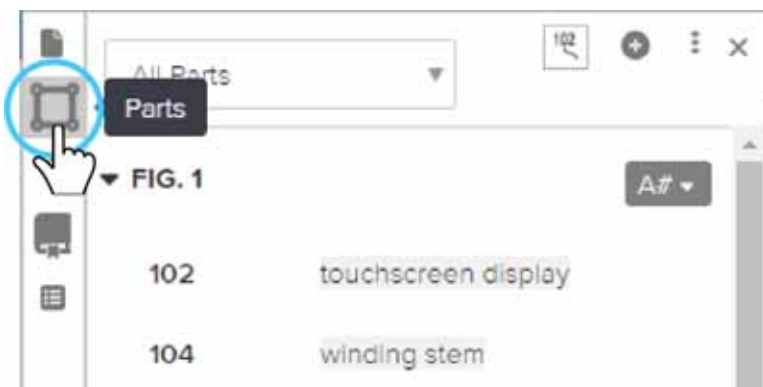 102
All Parts
Parts
FIG. 1
A#
102 touchscreen display
104 winding stem